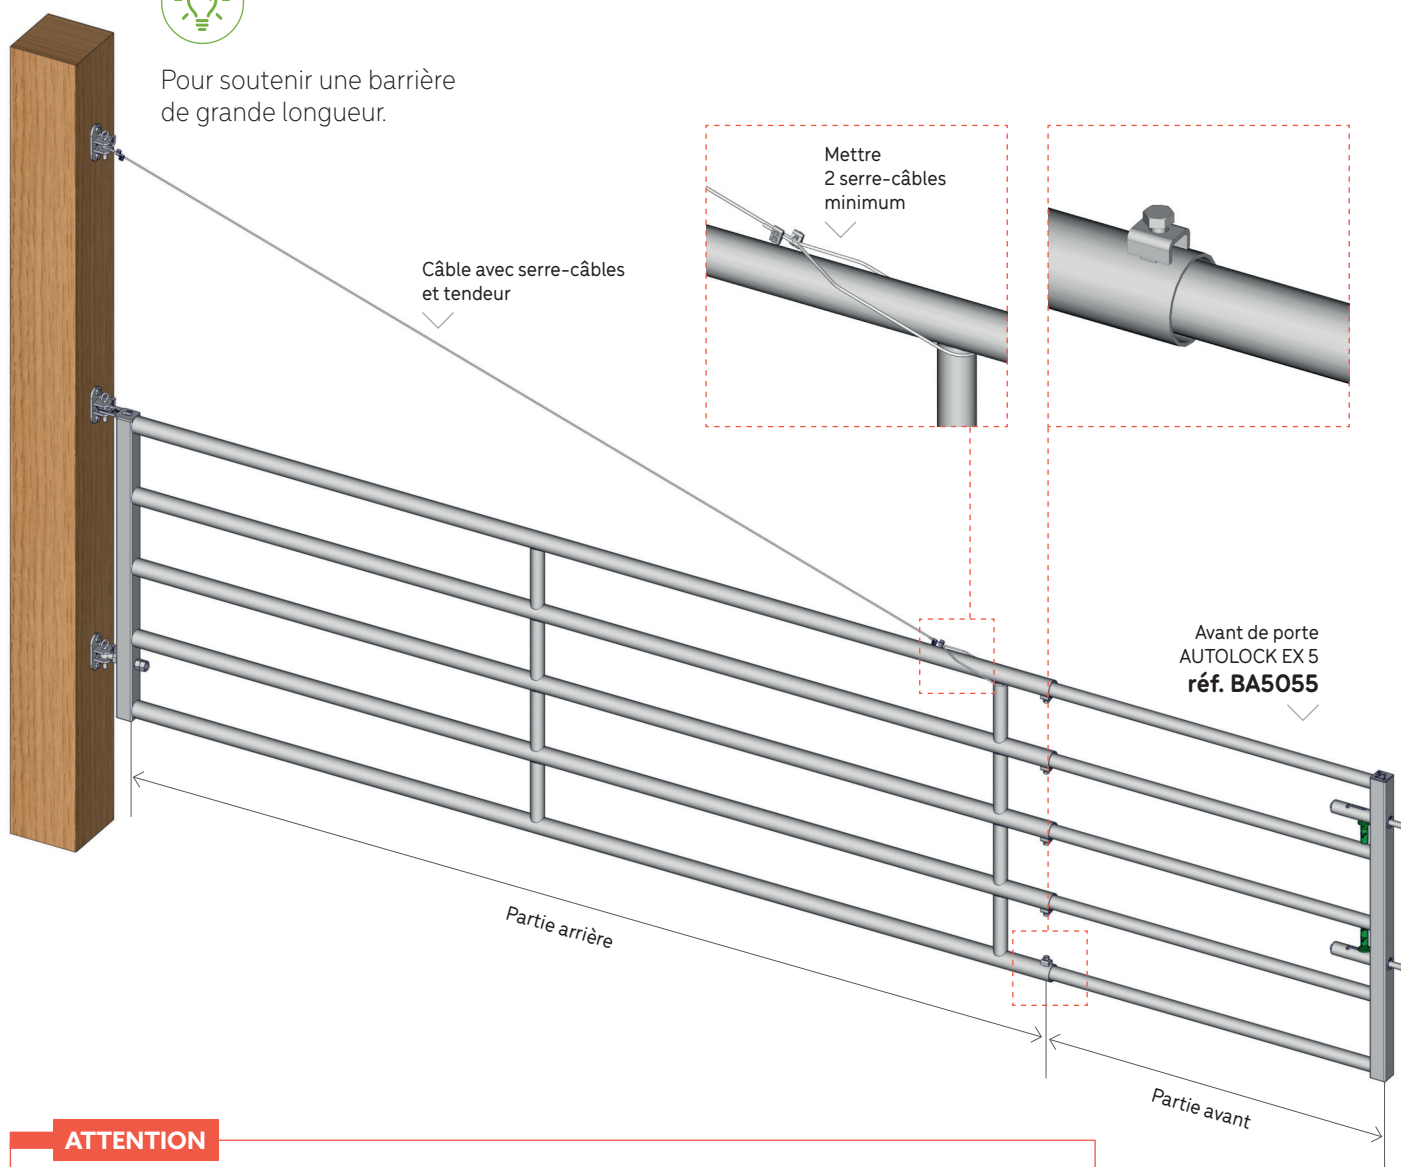 Pour soutenir une barrière
de grande longueur.
Mettre
2 serre-câbles
minimum
Câble avec serre-câbles
et tendeur
Avant de porte
AUTOLOCK EX 5
réf. BA5055
Partie arrière
Partie avant
ATTENTION